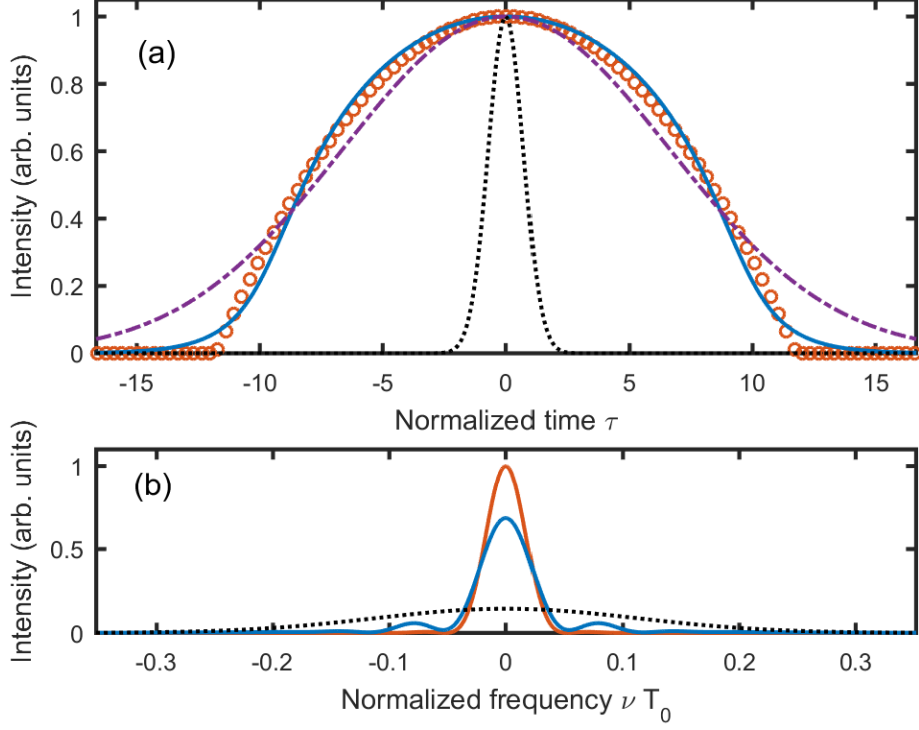 (a)
Intensity (arb. units)
1
0.8
0.6
0.4
0.2
0
-15 -10 -5 0 5 10 15
Normalized time τ
(b)
Intensity (arb. units)
1
0.5
0
-0.3 -0.2 -0.1 0 0.1 0.2 0.3
Normalized frequency ν T_0